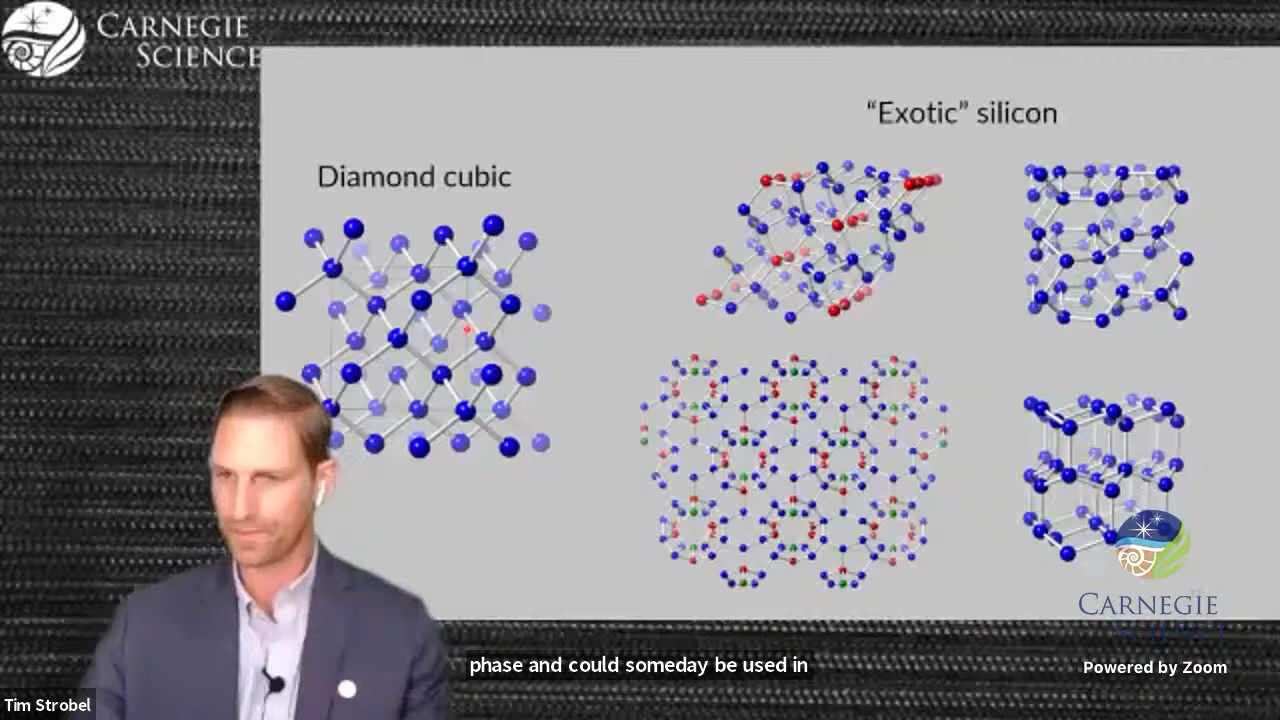 CARNEGIE
SCIENCE
"Exotic" silicon
Diamond cubic
CARNEGIE
SCIENCE
phase and could someday be used in
Powered by Zoom
Tim Strobel